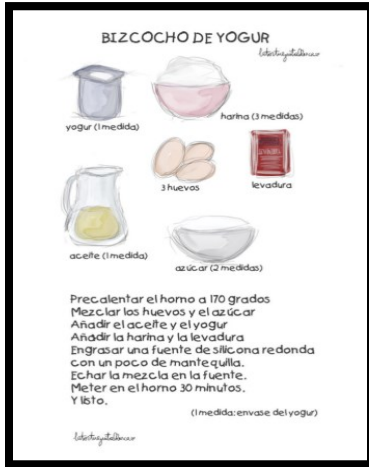 BIZCOCHO DE YOGUR
yogur (1 medida)
harina (3 medidas)
3 huevos
levadura
aceite (1 medida)
azúcar (2 medidas)
Precalentar el horno a 170 grados
Mezclar los huevos y el azúcar
Añadir el aceite y el yogur
Añadir la harina y la levadura
Engrasar una fuente de silicona redonda
con un poco de mantequilla.
Echar la mezcla en la fuente.
Meter en el horno 30 minutos.
Y listo.
(1 medida: envase del yogur)